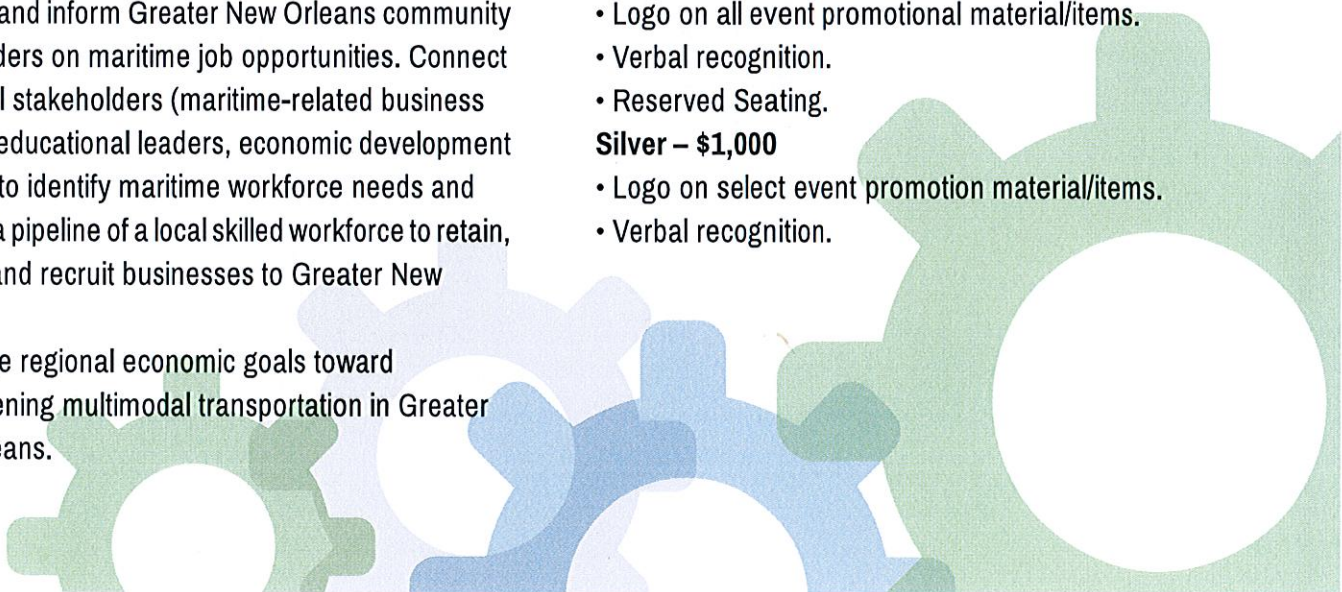 and inform Greater New Orleans community
ders on maritime job opportunities. Connect
l stakeholders (maritime-related business
educational leaders, economic development
to identify maritime workforce needs and
a pipeline of a local skilled workforce to retain,
and recruit businesses to Greater New
e regional economic goals toward
ening multimodal transportation in Greater
eans.
• Logo on all event promotional material/items.
• Verbal recognition.
• Reserved Seating.
Silver – $1,000
• Logo on select event promotion material/items.
• Verbal recognition.